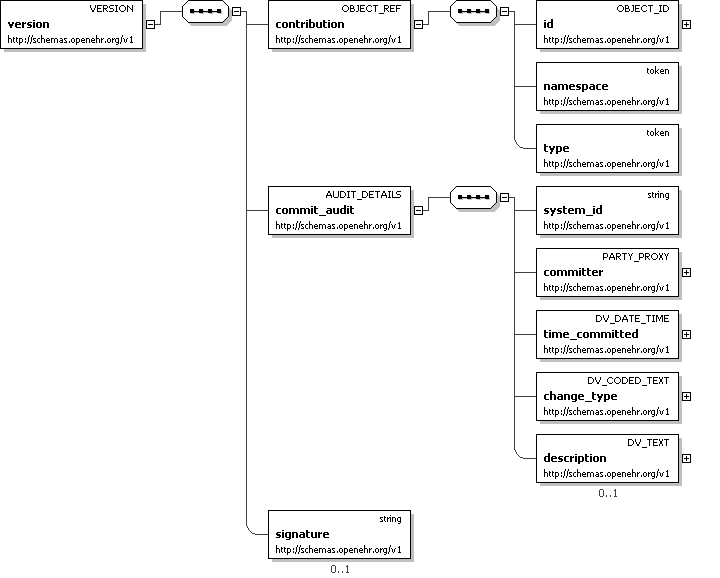 VERSION
version
http://schemas.openehr.org/v1
OBJECT_REF
contribution
http://schemas.openehr.org/v1
OBJECT_ID
id
http://schemas.openehr.org/v1
token
namespace
http://schemas.openehr.org/v1
token
type
http://schemas.openehr.org/v1
AUDIT_DETAILS
commit_audit
http://schemas.openehr.org/v1
string
system_id
http://schemas.openehr.org/v1
PARTY_PROXY
committer
http://schemas.openehr.org/v1
DV_DATE_TIME
time_committed
http://schemas.openehr.org/v1
DV_CODED_TEXT
change_type
http://schemas.openehr.org/v1
DV_TEXT
description
http://schemas.openehr.org/v1
0..1
string
signature
http://schemas.openehr.org/v1
0..1